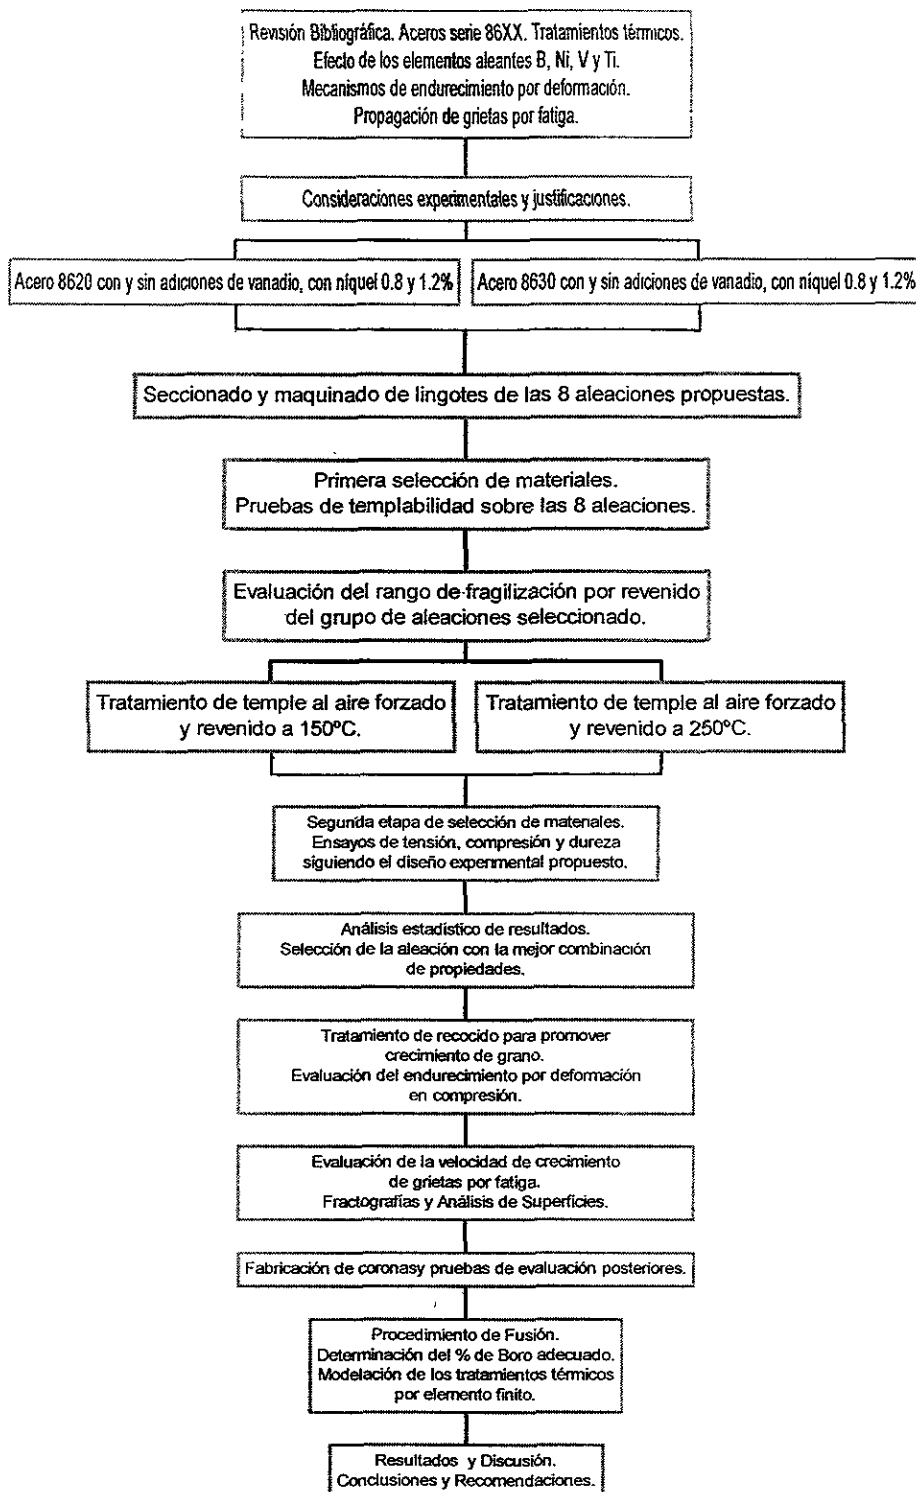 Revisión Bibliográfica. Aceros serie 86XX. Tratamientos térmicos.
Efecto de los elementos aleantes B, Ni, V y Ti.
Mecanismos de endurecimiento por deformación.
Propagación de grietas por fatiga.
Consideraciones experimentales y justificaciones.
Acero 8620 con y sin adiciones de vanadio, con níquel 0.8 y 1.2%
Acero 8630 con y sin adiciones de vanadio, con níquel 0.8 y 1.2%
Seccionado y maquinado de lingotes de las 8 aleaciones propuestas.
Primera selección de materiales.
Pruebas de templabilidad sobre las 8 aleaciones.
Evaluación del rango de fragilización por revenido
del grupo de aleaciones seleccionado.
Tratamiento de temple al aire forzado
y revenido a 150ºC.
Tratamiento de temple al aire forzado
y revenido a 250ºC.
Segunda etapa de selección de materiales.
Ensayos de tensión, compresión y dureza
siguiendo el diseño experimental propuesto.
Análisis estadístico de resultados.
Selección de la aleación con la mejor combinación
de propiedades.
Tratamiento de recocido para promover
crecimiento de grano.
Evaluación del endurecimiento por deformación
en compresión.
Evaluación de la velocidad de crecimiento
de grietas por fatiga.
Fractografías y Análisis de Superficies.
Fabricación de coronasy pruebas de evaluación posteriores.
Procedimiento de Fusión.
Determinación del % de Boro adecuado.
Modelación de los tratamientos térmicos
por elemento finito.
Resultados y Discusión.
Conclusiones y Recomendaciones.